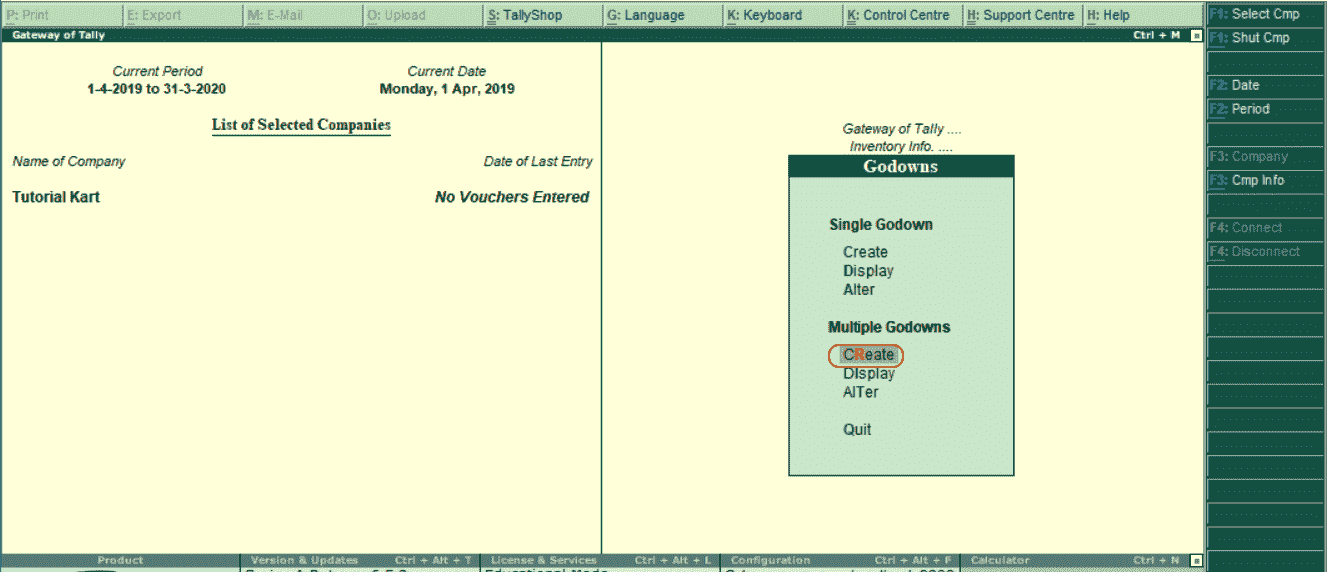 P: Print E: Export M: E-Mail O: Upload S: TallyShop G: Language K: Keyboard K: Control Centre H: Support Centre H: Help
Gateway of Tally Ctrl + M
Current Period Current Date
1-4-2019 to 31-3-2020 Monday, 1 Apr, 2019
List of Selected Companies
Name of Company Date of Last Entry
Tutorial Kart No Vouchers Entered
Gateway of Tally ....
Inventory Info. ....
Godowns
Single Godown
Create
Display
Alter
Multiple Godowns
CReate
DIsplay
AlTer
Quit
F1: Select Cmp
F1: Shut Cmp
F2: Date
F2: Period
F3: Company
F3: Cmp Info
F4: Connect
F4: Disconnect
Product Version & Updates Ctrl + Alt + T License & Services Ctrl + Alt + L Configuration Ctrl + Alt + F Calculator Ctrl + N